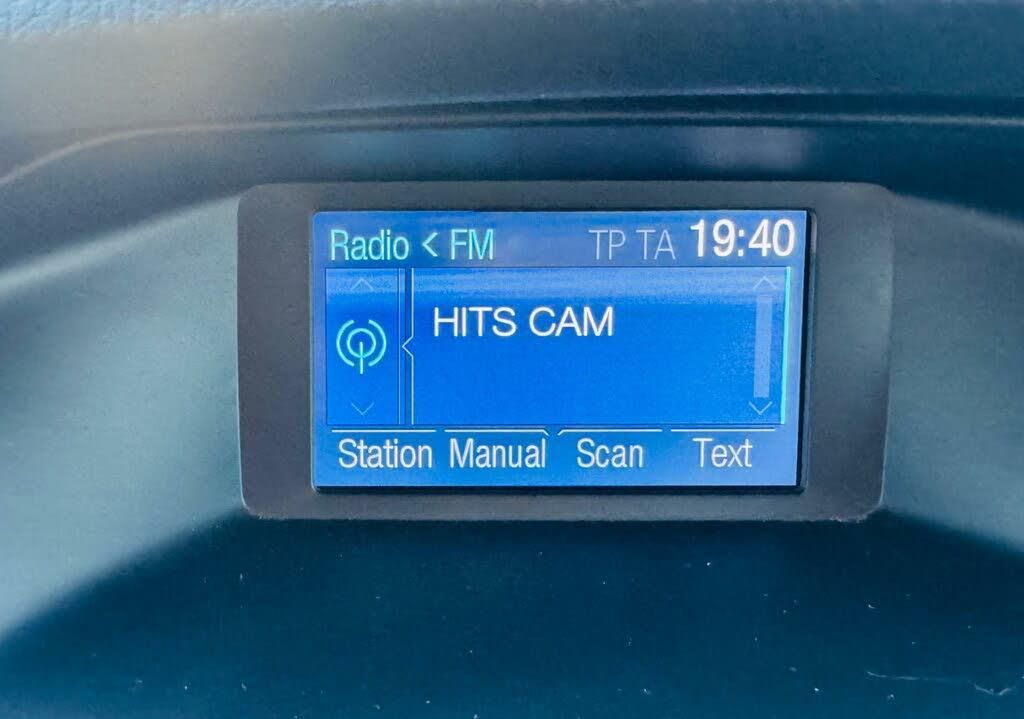 Radio < FM TP TA 19:40
HITS CAM
Station Manual Scan Text